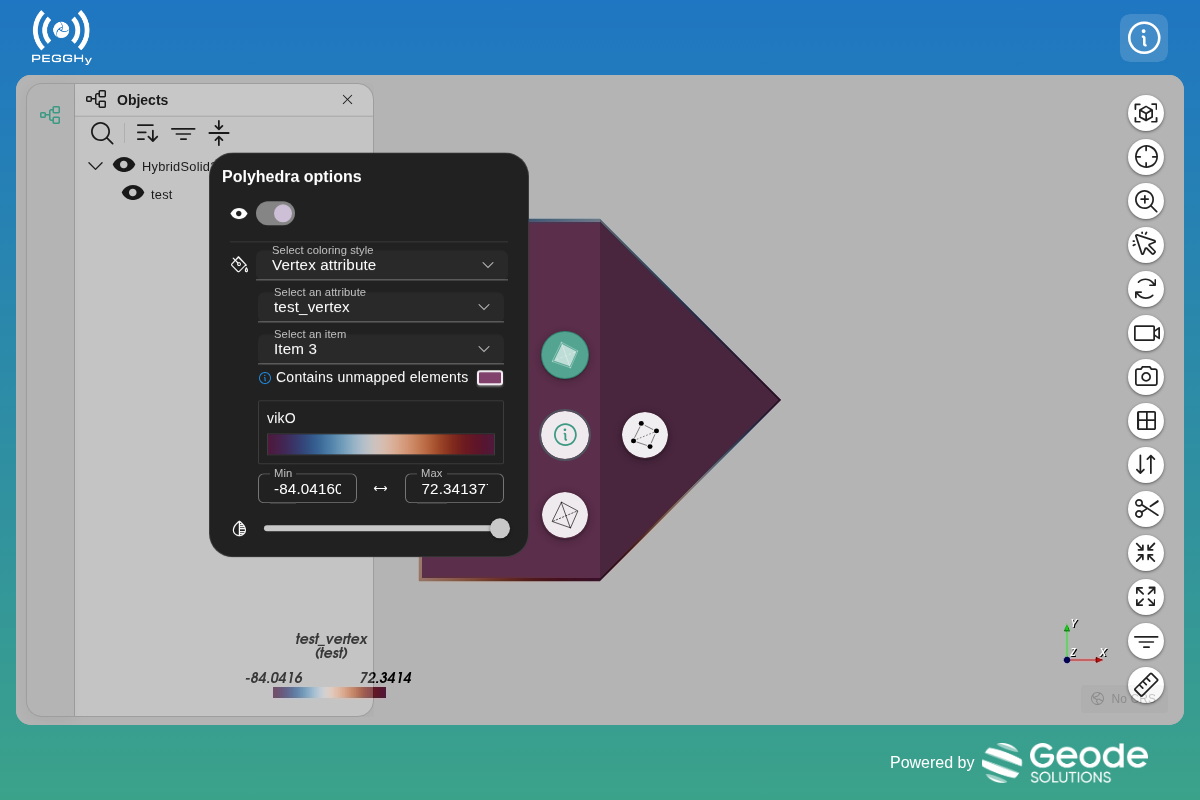 PEGGHy
Objects
HybridSolid
test
Polyhedra options
Select coloring style
Vertex attribute
Select an attribute
test_vertex
Select an item
Item 3
Contains unmapped elements
vikO
Min
Max
-84.0416
72.34137
test_vertex
(test)
-84.0416
72.3414
Y
Z
X
No CRS
Powered by
Geode
SOLUTIONS